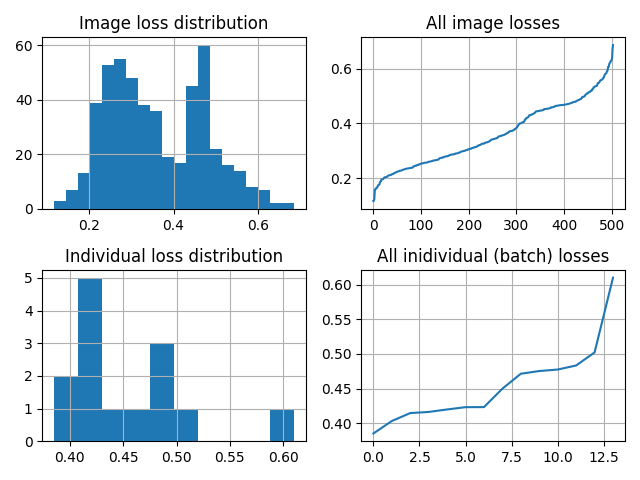 Image loss distribution
60
40
20
0
0.2 0.4 0.6
All image losses
0.6
0.4
0.2
0 100 200 300 400 500
Individual loss distribution
5
4
3
2
1
0
0.40 0.45 0.50 0.55 0.60
All inidividual (batch) losses
0.60
0.55
0.50
0.45
0.40
0.0 2.5 5.0 7.5 10.0 12.5